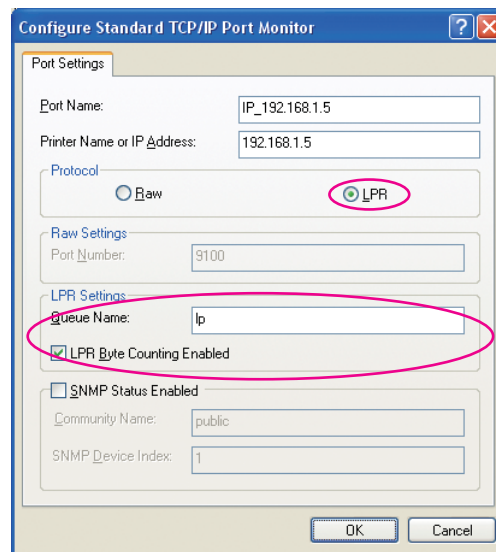 Configure Standard TCP/IP Port Monitor
Port Settings
Port Name: IP_192.168.1.5
Printer Name or IP Address: 192.168.1.5
Protocol
Raw LPR
Raw Settings
Port Number: 9100
LPR Settings
Queue Name: lp
LPR Byte Counting Enabled
SNMP Status Enabled
Community Name: public
SNMP Device Index: 1
OK Cancel